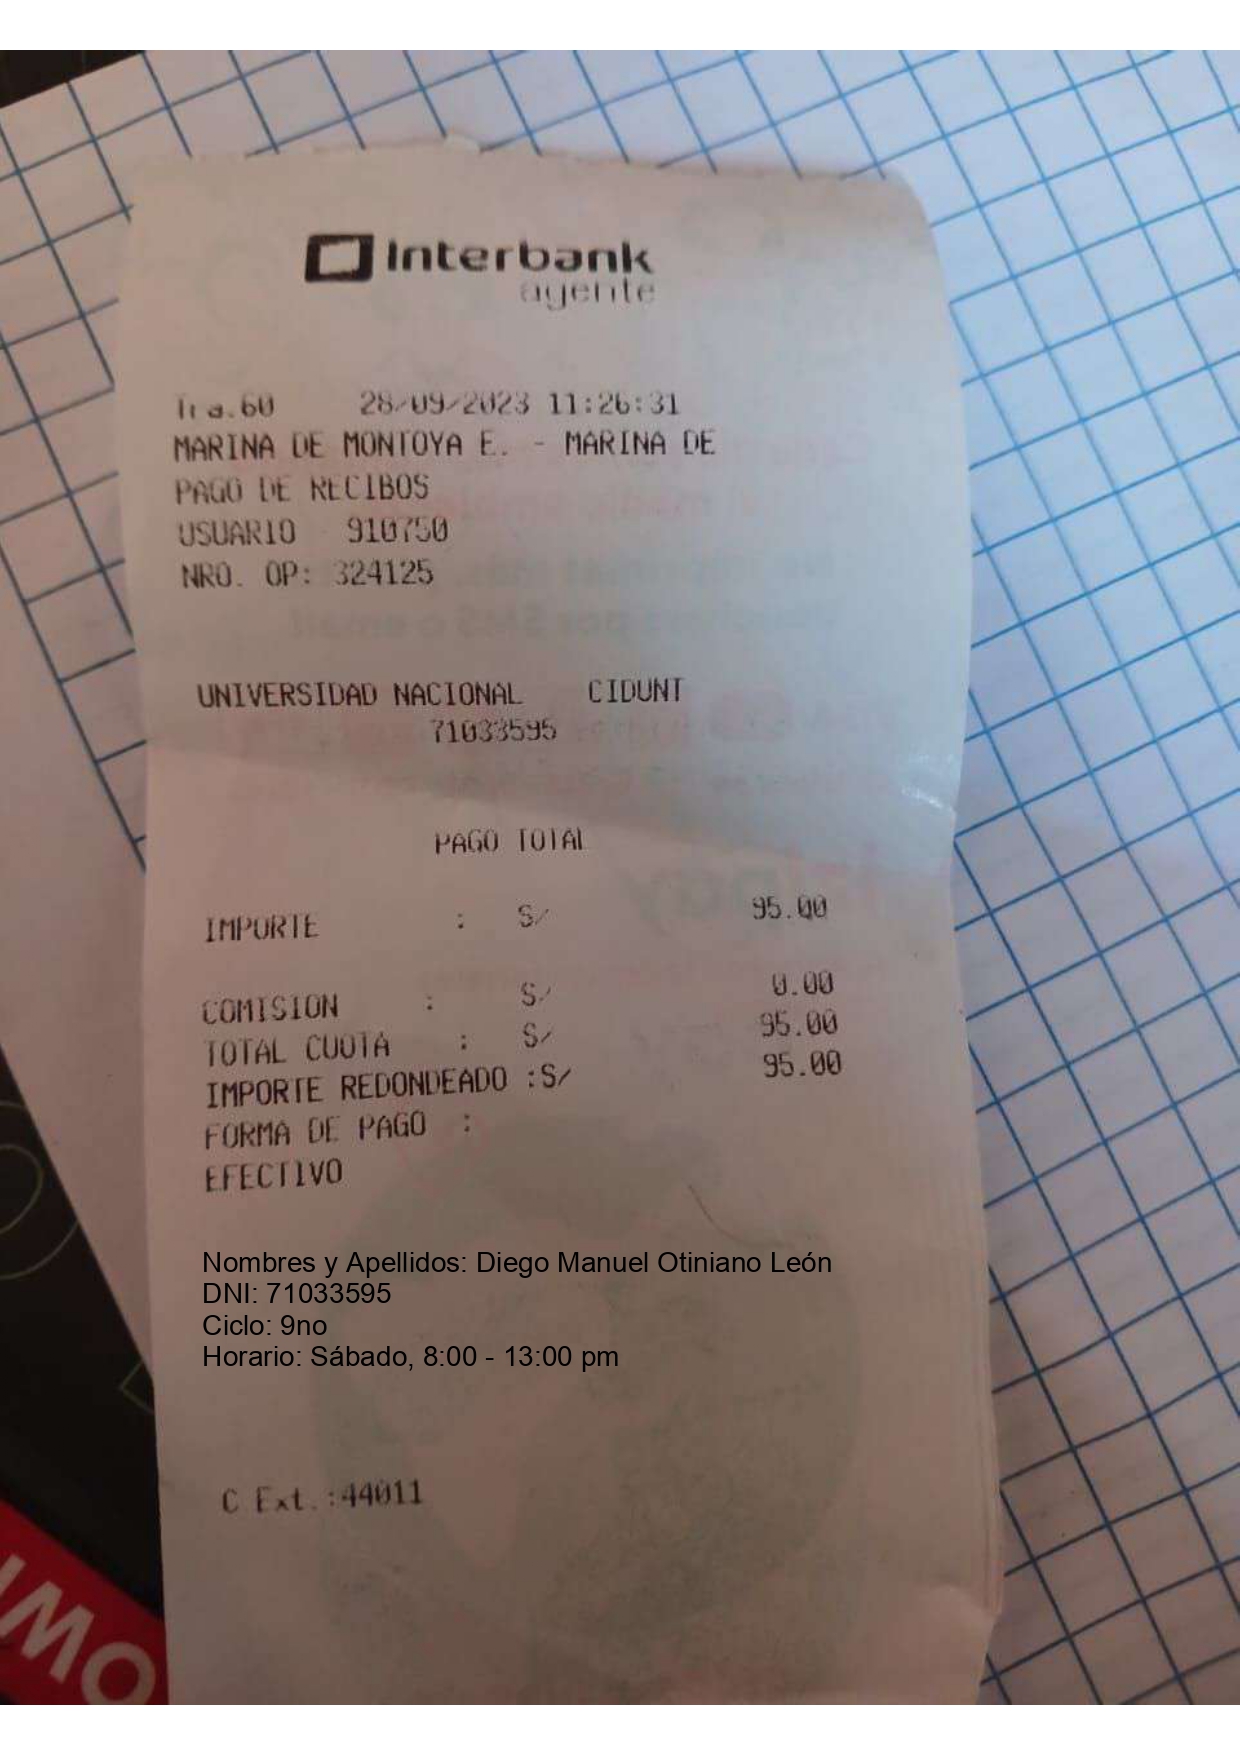 Interbank
agente
Tra.60 28/09/2023 11:26:31
MARINA DE MONTOYA E. - MARINA DE
PAGO DE RECIBOS
USUARIO 910750
NRO. OP: 324125
UNIVERSIDAD NACIONAL CIDUNT
71033595
PAGO TOTAL
IMPORTE : S/ 95.00
COMISION : S/ 0.00
TOTAL CUOTA : S/ 95.00
IMPORTE REDONDEADO :S/ 95.00
FORMA DE PAGO :
EFECTIVO
Nombres y Apellidos: Diego Manuel Otiniano León
DNI: 71033595
Ciclo: 9no
Horario: Sábado, 8:00 - 13:00 pm
C Ext.:44011